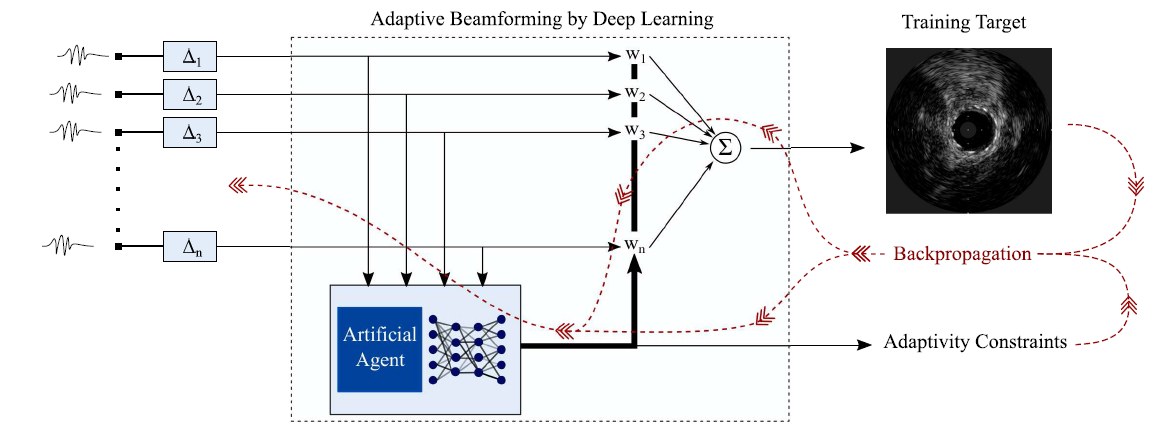 Adaptive Beamforming by Deep Learning
Training Target
Δ1
w1
Δ2
w2
Δ3
w3
Σ
Δn
wn
Backpropagation
Artificial
Agent
Adaptivity Constraints